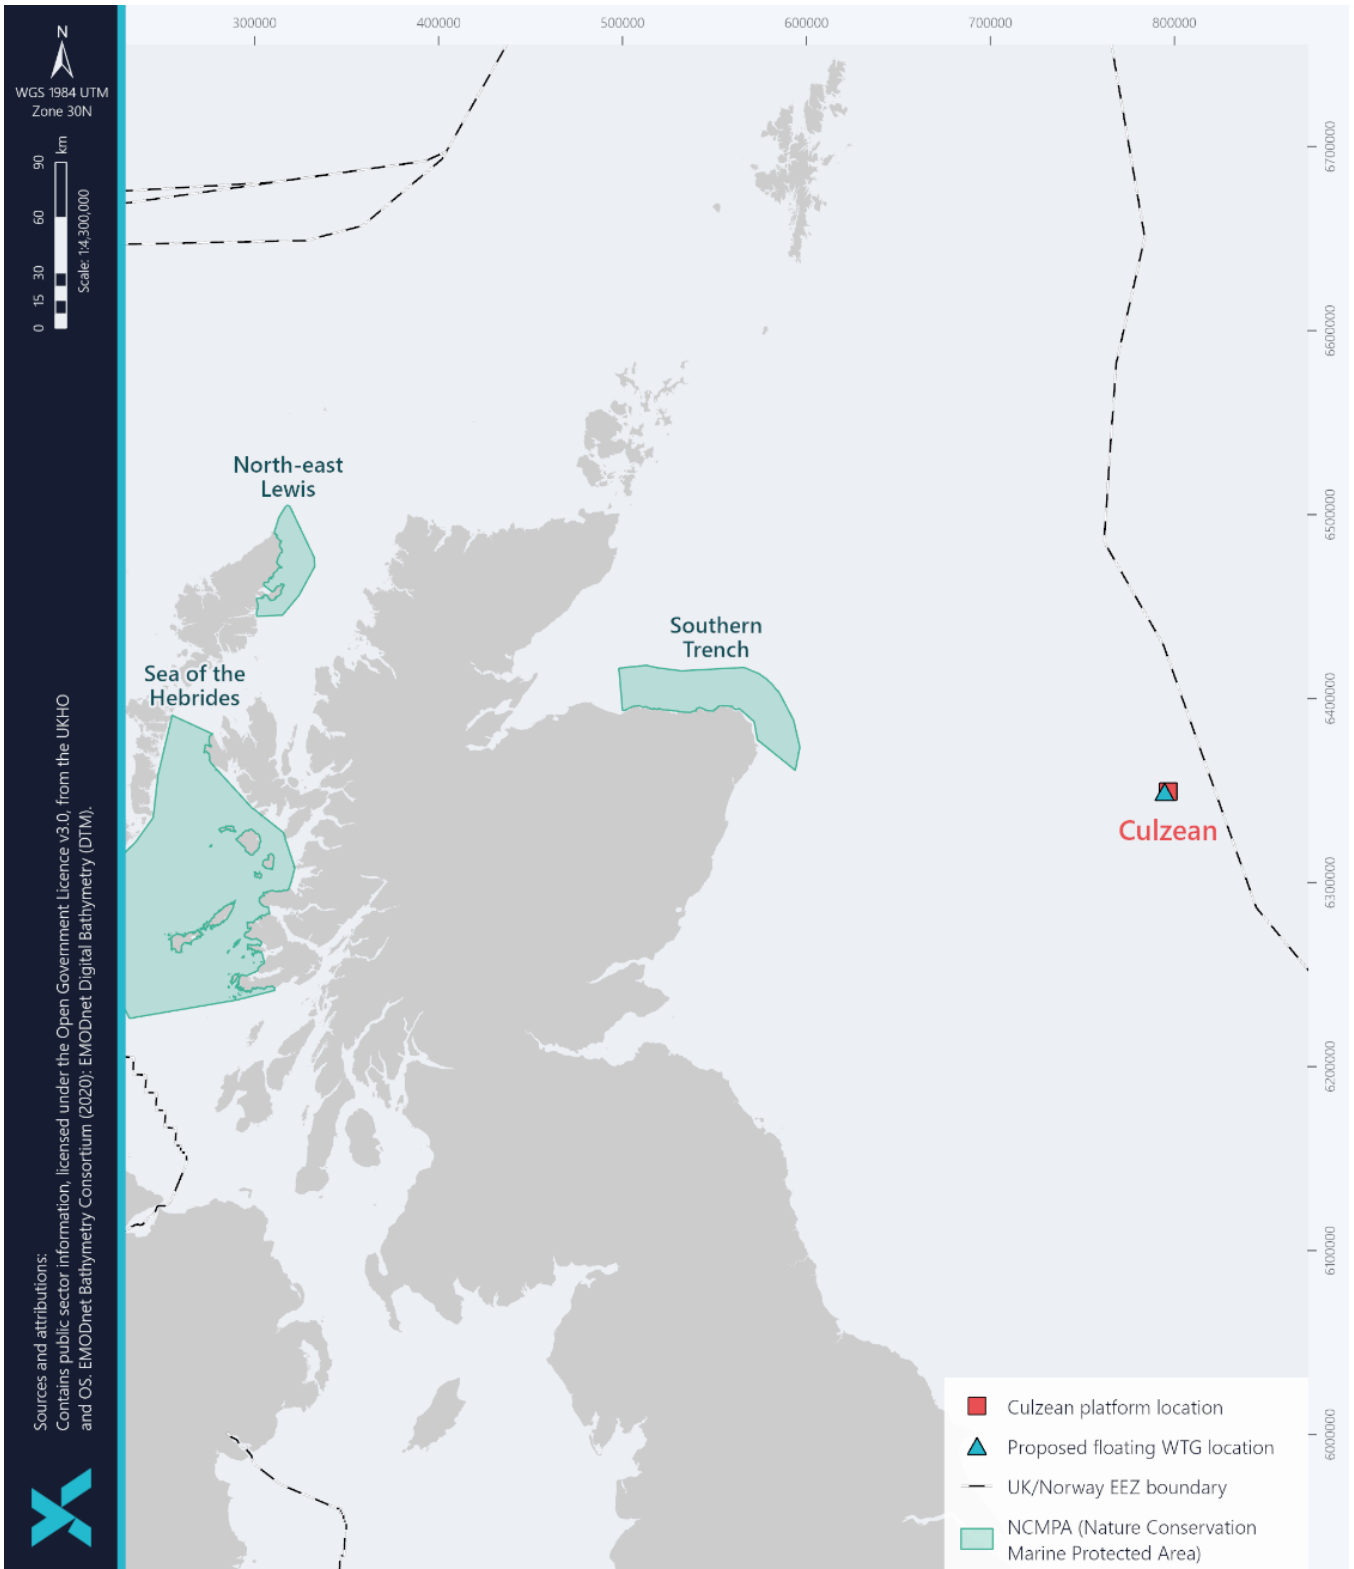 300000 400000 500000 600000 700000 800000
N
WGS 1984 UTM
Zone 30N
0 15 30 60 90 km
Scale: 1:4,300,000
6700000
6600000
6500000
6400000
6300000
6200000
6100000
6000000
North-east
Lewis
Southern
Trench
Sea of the
Hebrides
Culzean
Sources and attributions:
Contains public sector information, licensed under the Open Government Licence v3.0, from the UKHO
and OS. EMODnet Bathymetry Consortium (2020): EMODnet Digital Bathymetry (DTM).
Culzean platform location
Proposed floating WTG location
UK/Norway EEZ boundary
NCMPA (Nature Conservation
Marine Protected Area)